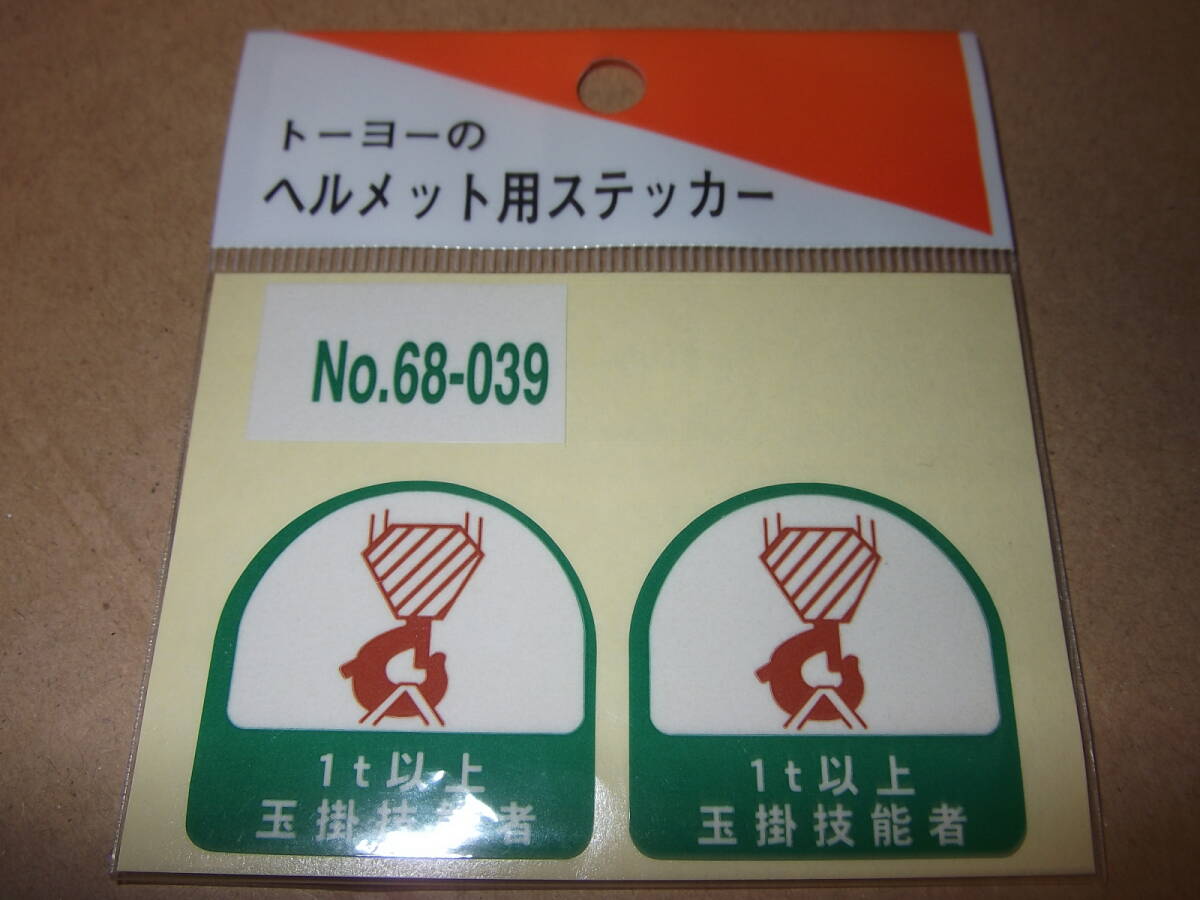 トーヨーの
ヘルメット用ステッカー
No.68-039
1t以上
玉掛技能者
1t以上
玉掛技能者